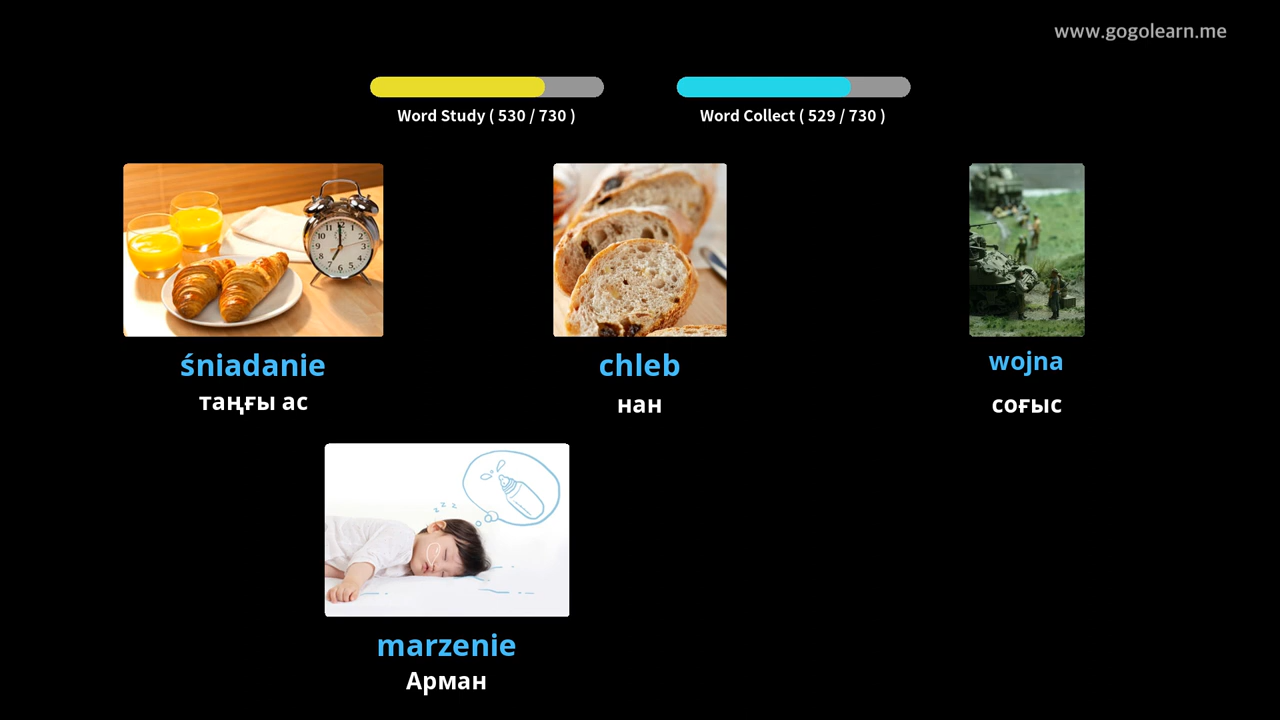 www.gogolearn.me
Word Study ( 530 / 730 )
Word Collect ( 529 / 730 )
śniadanie
таңғы ас
chleb
нан
wojna
соғыс
marzenie
Арман